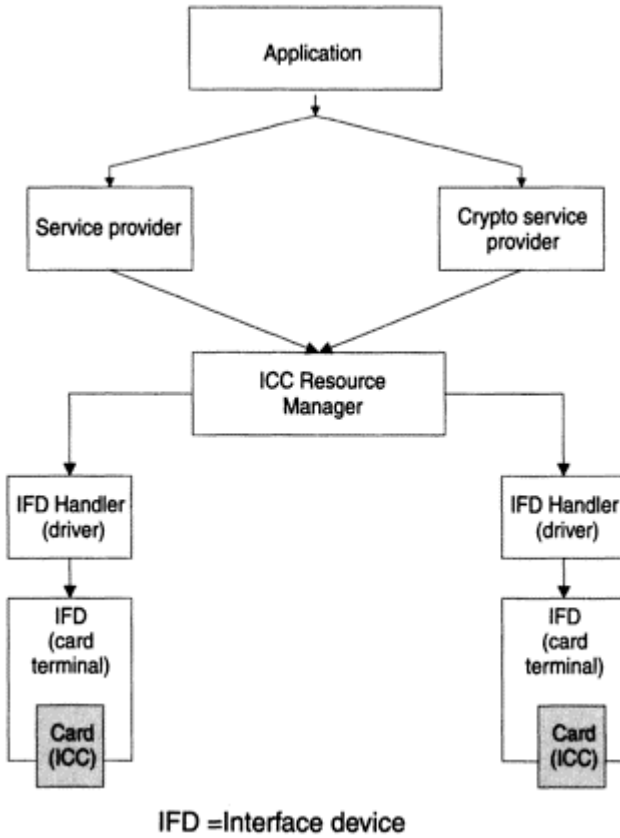 Application
Service provider
Crypto service
provider
ICC Resource
Manager
IFD Handler
(driver)
IFD Handler
(driver)
IFD
(card
terminal)
IFD
(card
terminal)
Card
(ICC)
Card
(ICC)
IFD =Interface device